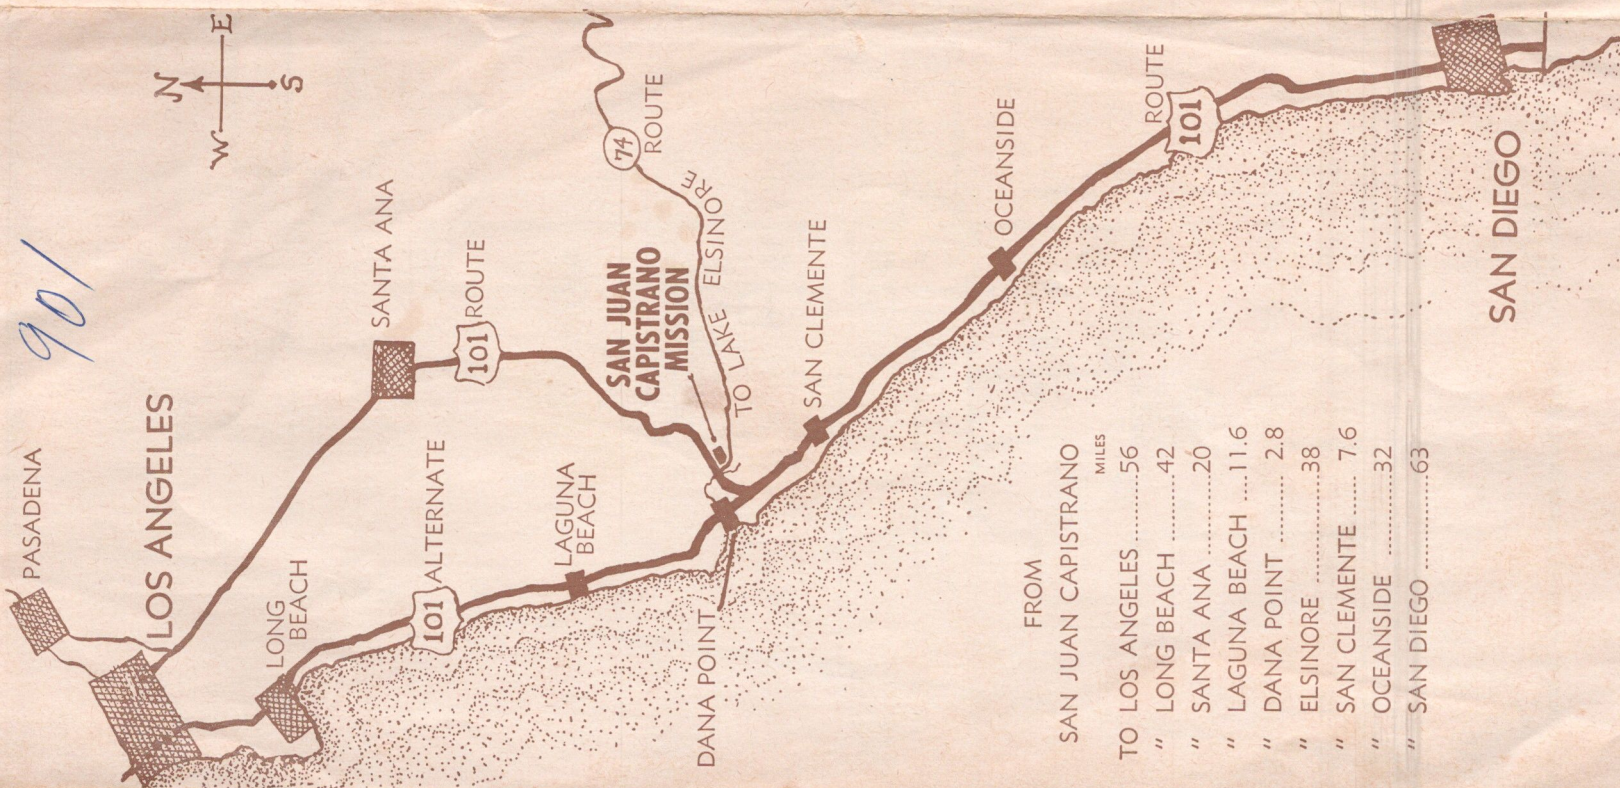 901
N
E
W
S
PASADENA
LOS ANGELES
LONG
BEACH
SANTA ANA
101
ROUTE
101
ALTERNATE
LAGUNA
BEACH
74
ROUTE
SAN JUAN
CAPISTRANO
MISSION
TO LAKE ELSINORE
DANA POINT
SAN CLEMENTE
OCEANSIDE
ROUTE
101
SAN DIEGO
FROM
SAN JUAN CAPISTRANO
MILES
TO LOS ANGELES .......... 56
" LONG BEACH .......... 42
" SANTA ANA .......... 20
" LAGUNA BEACH .... 11.6
" DANA POINT .......... 2.8
" ELSINORE .......... 38
" SAN CLEMENTE ...... 7.6
" OCEANSIDE .......... 32
" SAN DIEGO .......... 63